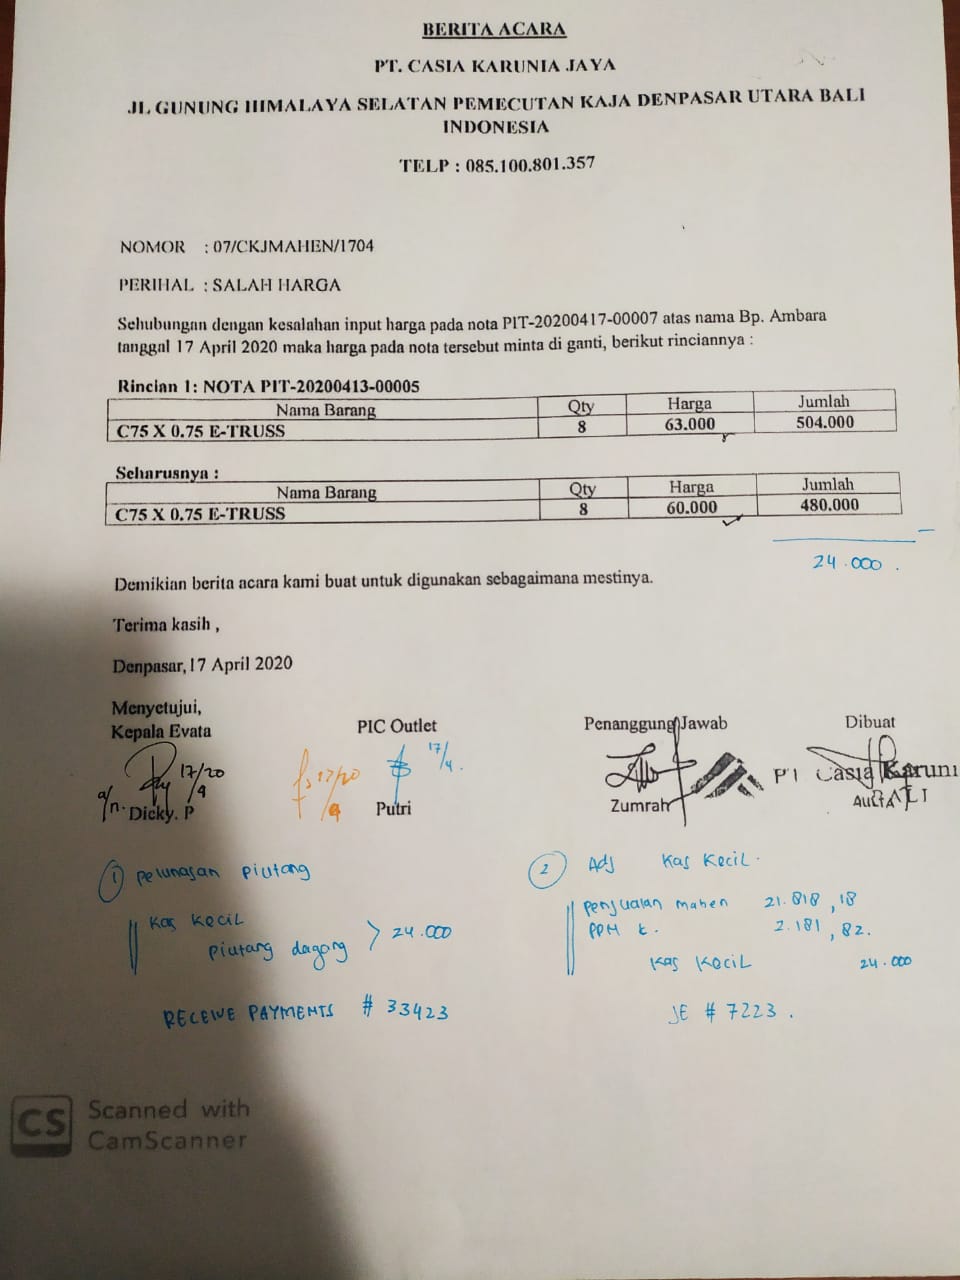 BERITA ACARA
PT. CASIA KARUNIA JAYA
JL GUNUNG HIMALAYA SELATAN PEMECUTAN KAJA DENPASAR UTARA BALI
INDONESIA
TELP : 085.100.801.357
NOMOR : 07/CKJMAHEN/1704
PERIHAL : SALAH HARGA
Sehubungan dengan kesalahan input harga pada nota PIT-20200417-00007 atas nama Bp. Ambara
tanggal 17 April 2020 maka harga pada nota tersebut minta di ganti, berikut rinciannya :
Rincian 1: NOTA PIT-20200413-00005
Nama Barang Qty Harga Jumlah
C75 X 0.75 E-TRUSS 8 63.000 504.000
Seharusnya :
Nama Barang Qty Harga Jumlah
C75 X 0.75 E-TRUSS 8 60.000 480.000
24.000.
Demikian berita acara kami buat untuk digunakan sebagaimana mestinya.
Terima kasih ,
Denpasar,17 April 2020
Menyetujui,
Kepala Evata PIC Outlet Penanggung Jawab Dibuat
17/20 17/20 17/4.
/4 /4
a/n. Dicky. P Putri Zumrah
PT Casia Karuni
BALI
1 Pelunasan Piutang
Kas Kecil
Piutang dagang > 24.000
RECEIVE PAYMENTS # 33423
2 Adj Kas Kecil.
Penjualan mahen 21.818,18
PPN k. 2.181,82.
Kas Kecil 24.000
JE # 7223.
CS Scanned with
CamScanner